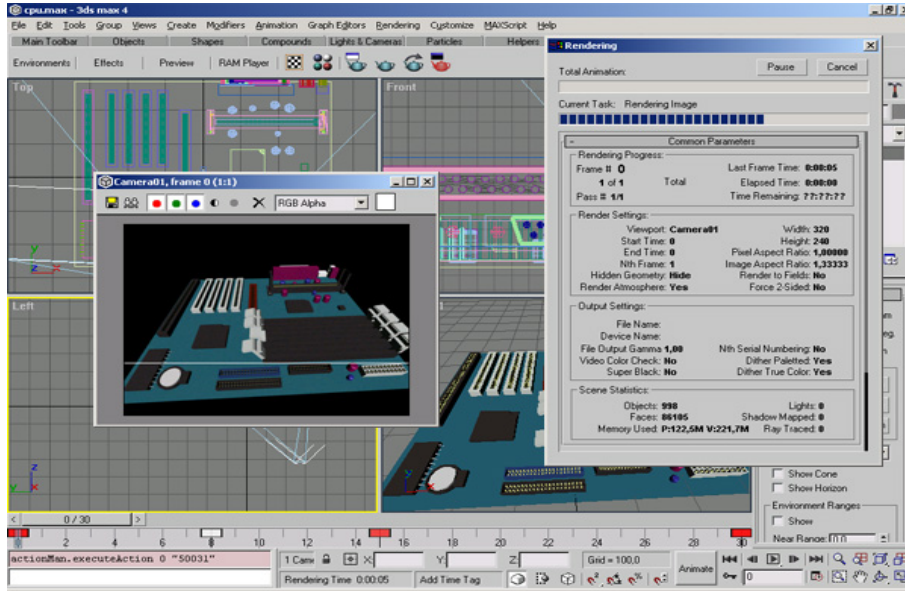 cpu.max - 3ds max 4
File Edit Tools Group Views Create Modifiers Animation Graph Editors Rendering Customize MAXScript Help
Main Toolbar Objects Shapes Compounds Lights & Cameras Particles Helpers
Environments Effects Preview RAM Player
Top
Front
Left
Camera01, frame 0 (1:1)
RGB Alpha
Rendering
Total Animation:
Pause Cancel
Current Task: Rendering Image
Common Parameters
Rendering Progress:
Frame # 0 Last Frame Time: 0:00:05
1 of 1 Total Elapsed Time: 0:00:00
Pass # 1/1 Time Remaining: ??:??:??
Render Settings:
Viewport: Camera01 Width: 320
Start Time: 0 Height: 240
End Time: 0 Pixel Aspect Ratio: 1,00000
Nth Frame: 1 Image Aspect Ratio: 1,33333
Hidden Geometry: Hide Render to Fields: No
Render Atmosphere: Yes Force 2-Sided: No
Output Settings:
File Name:
Device Name:
File Output Gamma 1,00 Nth Serial Numbering: No
Video Color Check: No Dither Paletted: Yes
Super Black: No Dither True Color: Yes
Scene Statistics:
Objects: 998 Lights: 0
Faces: 86105 Shadow Mapped: 0
Memory Used: P:122,5M V:221,7M Ray Traced: 0
Show Cone
Show Horizon
Environment Ranges
Show
Near Range: 0,0
z
y
x
0 / 30
2 4 6 8 10 12 14 16 18 20 22 24 26 28 30
actionMan.executeAction 0 "50031"
1 Came X: Y: Z: Grid = 100,0
Animate
Rendering Time 0:00:05 Add Time Tag
0